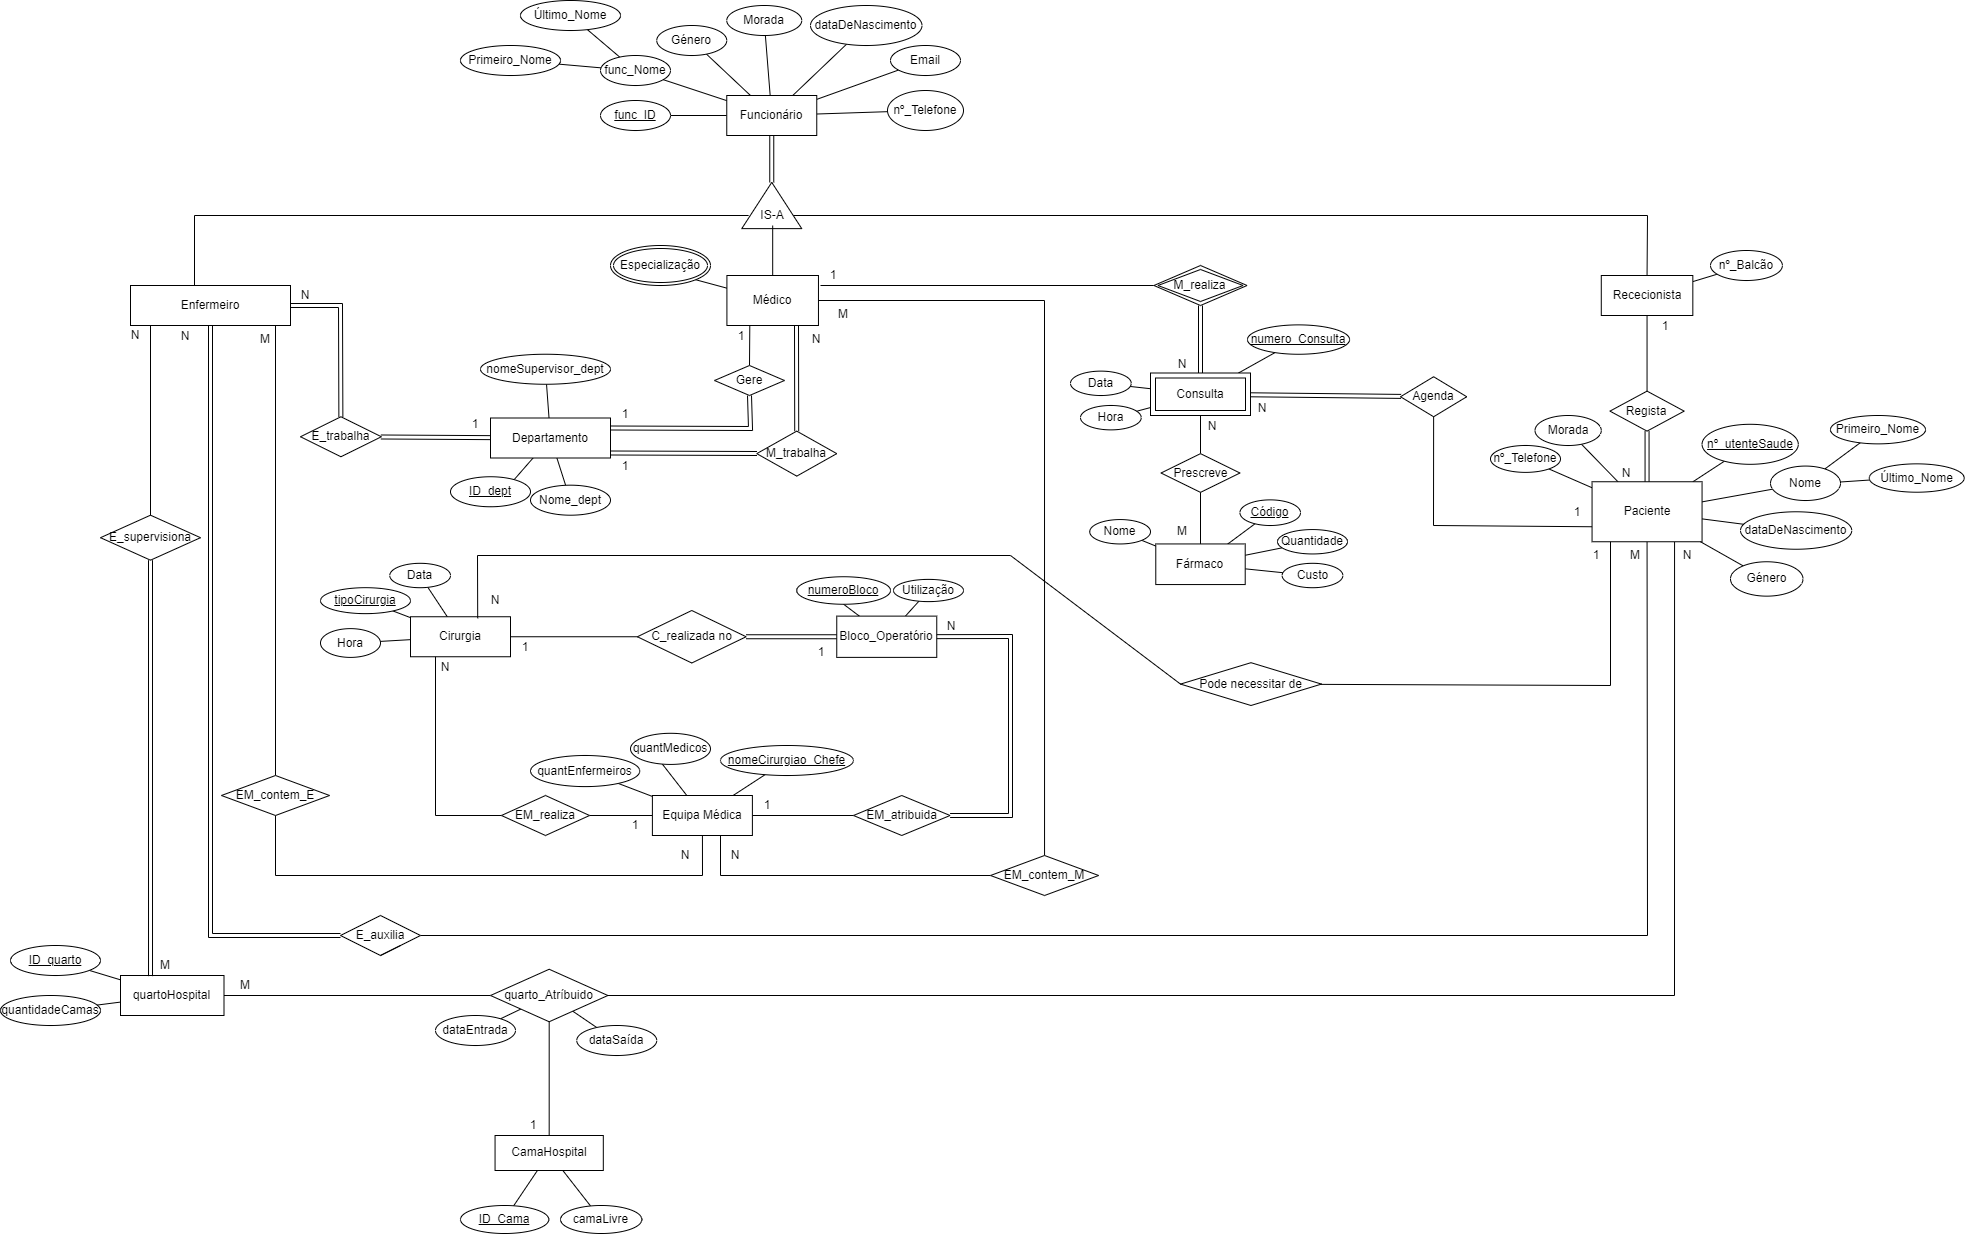 Último_Nome
Morada
dataDeNascimento
Género
Primeiro_Nome
func_Nome
Email
func_ID
Funcionário
nº_Telefone
IS-A
Especialização
Médico
1
M
M_realiza
nº_Balcão
Rececionista
1
Enfermeiro
N
N
N
M
1
N
Gere
nomeSupervisor_dept
1
1
1
Departamento
E_trabalha
M_trabalha
ID_dept
Nome_dept
numero_Consulta
N
Data
Hora
Consulta
N
N
Agenda
Regista
Prescreve
Morada
nº_Telefone
N
nº_utenteSaude
Primeiro_Nome
Nome
Último_Nome
1
Paciente
dataDeNascimento
Género
1
M
N
Código
Nome
M
Quantidade
Fármaco
Custo
E_supervisiona
Data
tipoCirurgia
N
Hora
Cirurgia
1
N
C_realizada no
numeroBloco
Utilização
Bloco_Operatório
1
N
Pode necessitar de
quantMedicos
quantEnfermeiros
nomeCirurgiao_Chefe
EM_contem_E
EM_realiza
1
Equipa Médica
1
EM_atribuida
N
N
EM_contem_M
E_auxilia
ID_quarto
M
quartoHospital
M
quantidadeCamas
quarto_Atríbuido
dataEntrada
dataSaída
1
CamaHospital
ID_Cama
camaLivre